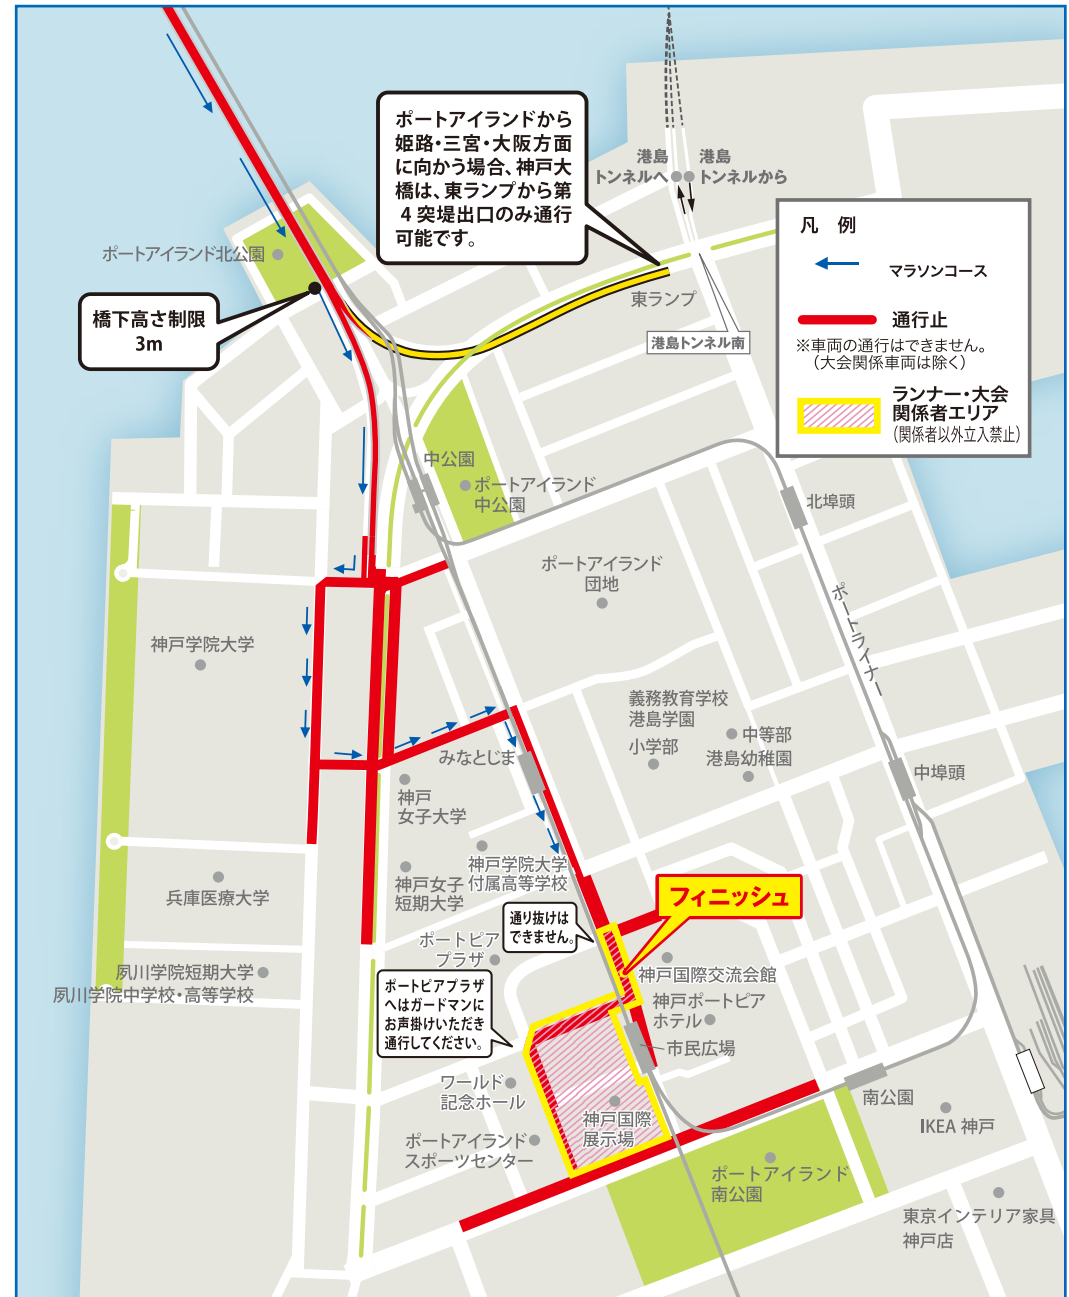 ポートアイランドから
姫路・三宮・大阪方面
に向かう場合、神戸大
橋は、東ランプから第
4突堤出口のみ通行
可能です。
港島
トンネルへ
港島
トンネルから
凡　例
マラソンコース
通行止
※車両の通行はできません。
（大会関係車両は除く）
ランナー・大会
関係者エリア
（関係者以外立入禁止）
ポートアイランド北公園
橋下高さ制限
3m
東ランプ
港島トンネル南
中公園
ポートアイランド
中公園
北埠頭
ポートアイランド
団地
ポートライナー
神戸学院大学
義務教育学校
港島学園
小学部
中等部
港島幼稚園
みなとじま
中埠頭
神戸
女子大学
神戸学院大学
付属高等学校
神戸女子
短期大学
兵庫医療大学
フィニッシュ
通り抜けは
できません。
ポートピア
プラザ
神戸国際交流会館
夙川学院短期大学
夙川学院中学校・高等学校
ポートピアプラザ
へはガードマンに
お声掛けいただき
通行してください。
神戸ポートピア
ホテル
市民広場
ワールド
記念ホール
神戸国際
展示場
南公園
IKEA 神戸
ポートアイランド
スポーツセンター
ポートアイランド
南公園
東京インテリア家具
神戸店